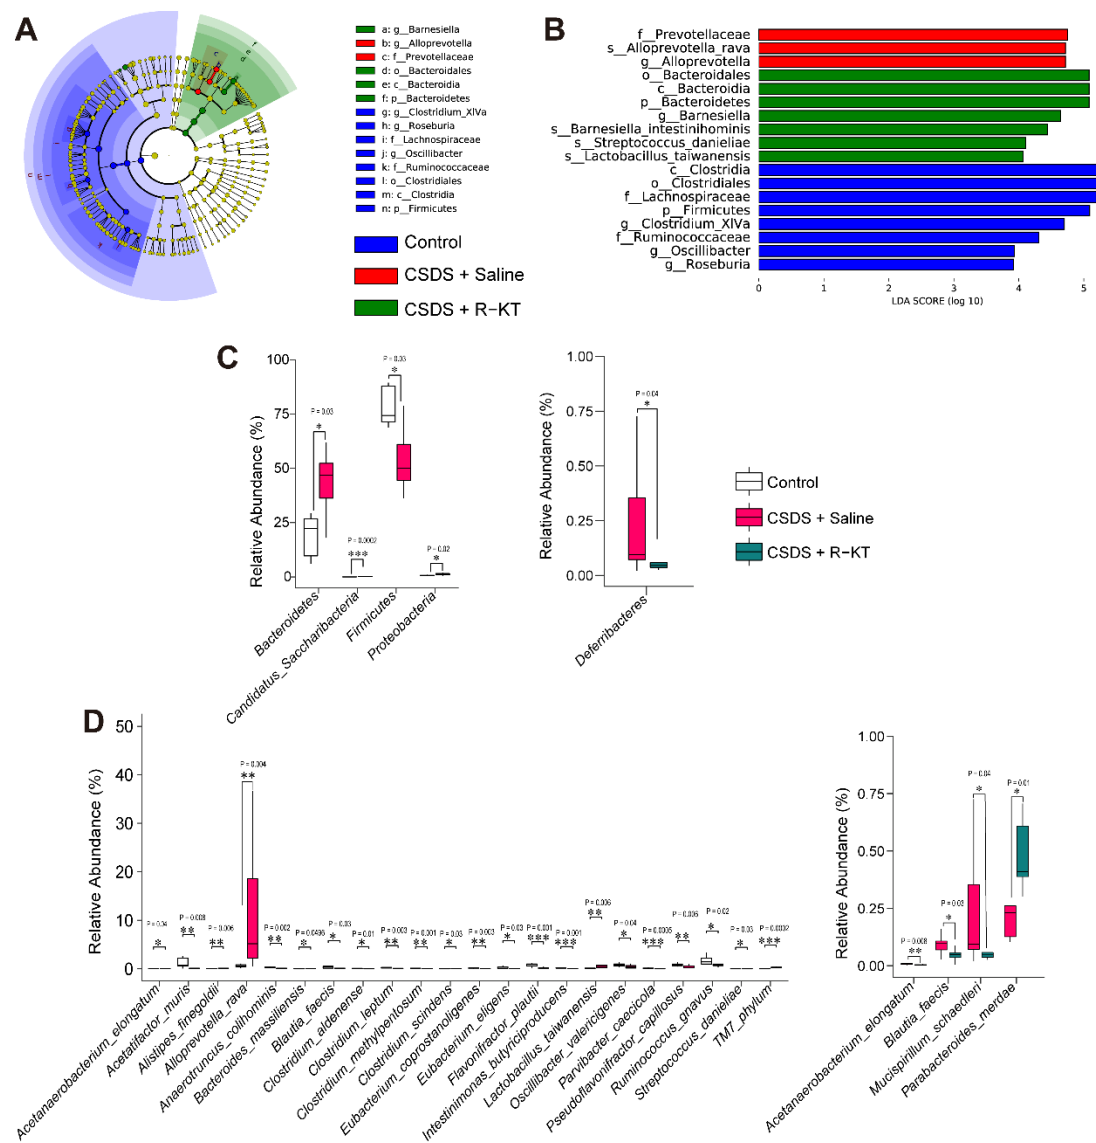 A
a: g__Barnesiella
b: g__Alloprevotella
c: f__Prevotellaceae
d: o__Bacteroidales
e: c__Bacteroidia
f: p__Bacteroidetes
g: g__Clostridium_XlVa
h: g__Roseburia
i: f__Lachnospiraceae
j: g__Oscillibacter
k: f__Ruminococcaceae
l: o__Clostridiales
m: c__Clostridia
n: p__Firmicutes
Control
CSDS + Saline
CSDS + R−KT
B
f__Prevotellaceae
s__Alloprevotella_rava
g__Alloprevotella
o__Bacteroidales
c__Bacteroidia
p__Bacteroidetes
g__Barnesiella
s__Barnesiella_intestinihominis
s__Streptococcus_danieliae
s__Lactobacillus_taiwanensis
c__Clostridia
o__Clostridiales
f__Lachnospiraceae
p__Firmicutes
g__Clostridium_XlVa
f__Ruminococcaceae
g__Oscillibacter
g__Roseburia
0 1 2 3 4 5
LDA SCORE (log 10)
C
Relative Abundance (%)
100
75
50
25
0
P = 0.03
*
P = 0.0002
***
P = 0.03
*
P = 0.02
*
Bacteroidetes
Candidatus_Saccharibacteria
Firmicutes
Proteobacteria
Relative Abundance (%)
1.00
0.75
0.50
0.25
0.00
P = 0.04
*
Deferribacteres
Control
CSDS + Saline
CSDS + R−KT
D
Relative Abundance (%)
50
40
30
20
10
0
P = 0.04
*
P = 0.008
**
P = 0.006
**
P = 0.004
**
P = 0.002
**
P = 0.0496
*
P = 0.03
*
P = 0.01
*
P = 0.003
**
P = 0.001
**
P = 0.03
*
P = 0.003
**
P = 0.03
*
P = 0.001
***
P = 0.001
***
P = 0.006
**
P = 0.04
*
P = 0.0005
***
P = 0.006
**
P = 0.02
*
P = 0.03
*
P = 0.0002
***
Acetanaerobacterium_elongatum
Acetatifactor_muris
Alistipes_finegoldii
Alloprevotella_rava
Anaerotruncus_colihominis
Bacteroides_massiliensis
Blautia_faecis
Clostridium_aldenense
Clostridium_leptum
Clostridium_methylpentosum
Clostridium_scindens
Eubacterium_coprostanoligenes
Eubacterium_eligens
Flavonifractor_plautii
Intestinimonas_butyriciproducens
Lactobacillus_taiwanensis
Oscillibacter_valericigenes
Parvibacter_caecicola
Pseudoflavonifractor_capillosus
Ruminococcus_gnavus
Streptococcus_danieliae
TM7_phylum
Relative Abundance (%)
1.00
0.75
0.50
0.25
0.00
P = 0.008
**
P = 0.03
*
P = 0.04
*
P = 0.01
*
Acetanaerobacterium_elongatum
Blautia_faecis
Mucispirillum_schaedleri
Parabacteroides_merdae